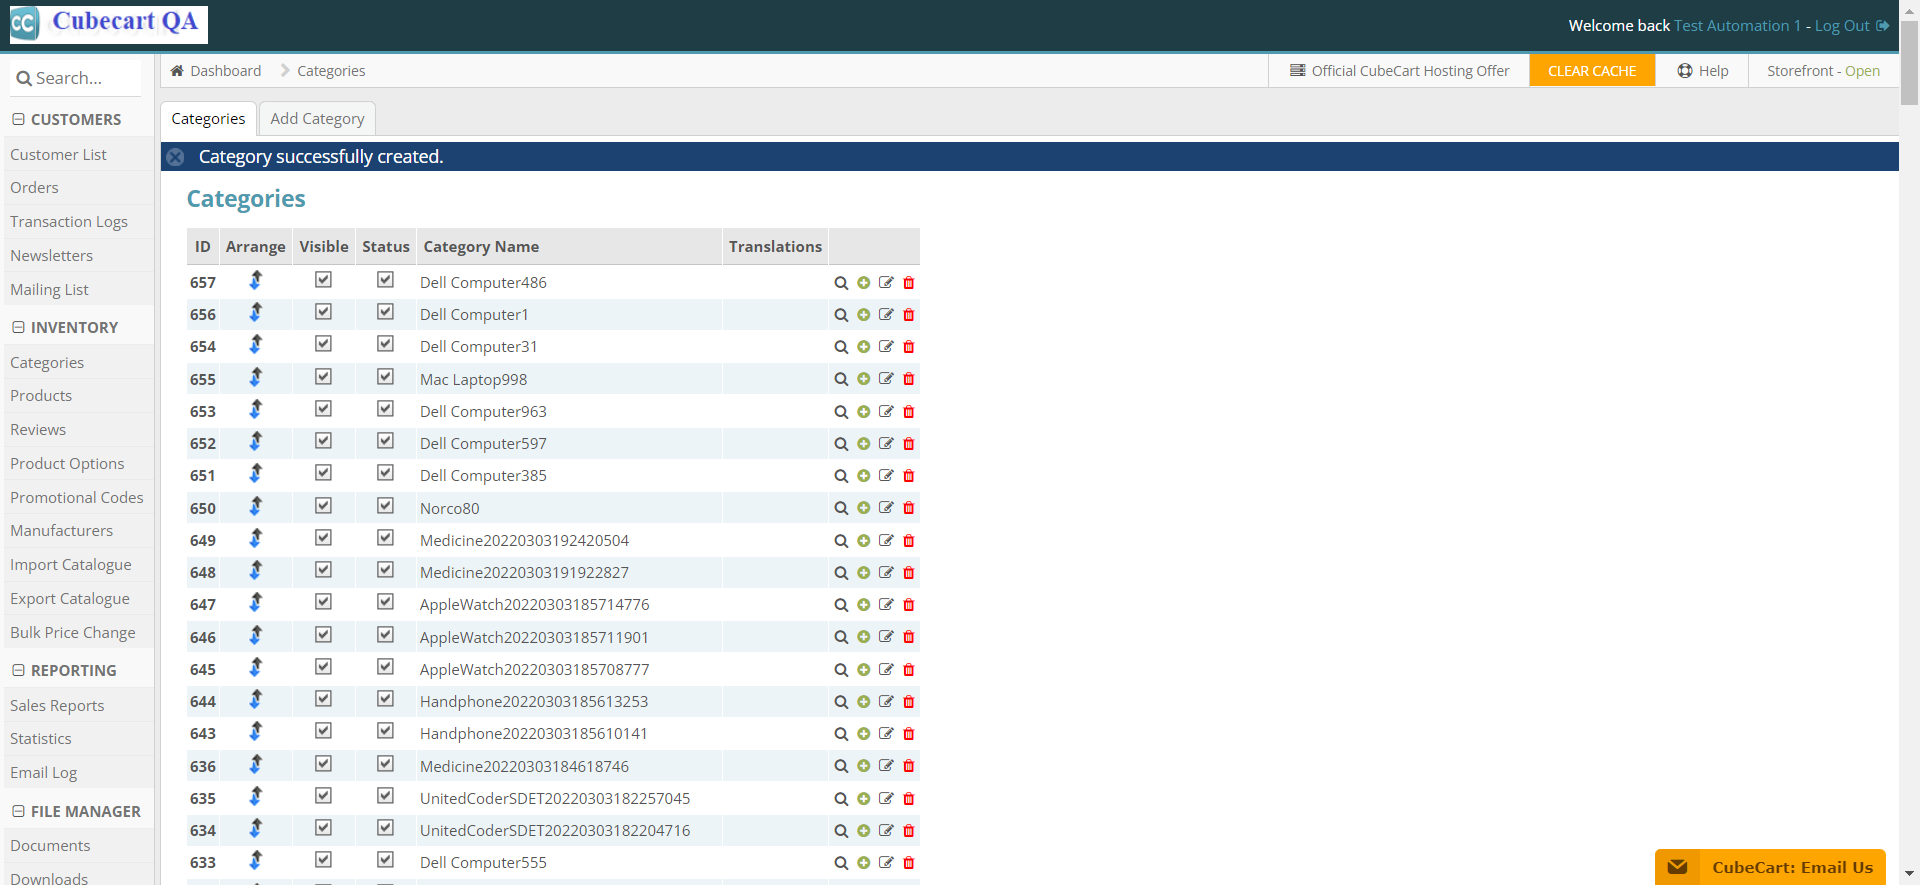 CC Cubecart QA
Welcome back Test Automation 1 - Log Out
Search...
Dashboard Categories
Official CubeCart Hosting Offer
CLEAR CACHE
Help
Storefront - Open
CUSTOMERS
Customer List
Orders
Transaction Logs
Newsletters
Mailing List
INVENTORY
Categories
Products
Reviews
Product Options
Promotional Codes
Manufacturers
Import Catalogue
Export Catalogue
Bulk Price Change
REPORTING
Sales Reports
Statistics
Email Log
FILE MANAGER
Documents
Downloads
Categories Add Category
Category successfully created.
Categories
ID Arrange Visible Status Category Name Translations
657 Dell Computer486
656 Dell Computer1
654 Dell Computer31
655 Mac Laptop998
653 Dell Computer963
652 Dell Computer597
651 Dell Computer385
650 Norco80
649 Medicine20220303192420504
648 Medicine20220303191922827
647 AppleWatch20220303185714776
646 AppleWatch20220303185711901
645 AppleWatch20220303185708777
644 Handphone20220303185613253
643 Handphone20220303185610141
636 Medicine20220303184618746
635 UnitedCoderSDET20220303182257045
634 UnitedCoderSDET20220303182204716
633 Dell Computer555
CubeCart: Email Us